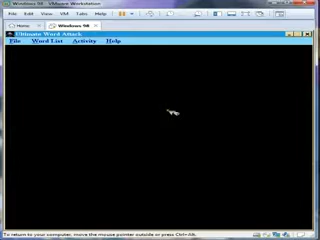 Windows 98 - VMware Workstation
File Edit View VM Tabs Help
Home Windows 98
Ultimate Word Attack
File Word List Activity Help
To return to your computer, move the mouse pointer outside or press Ctrl+Alt.